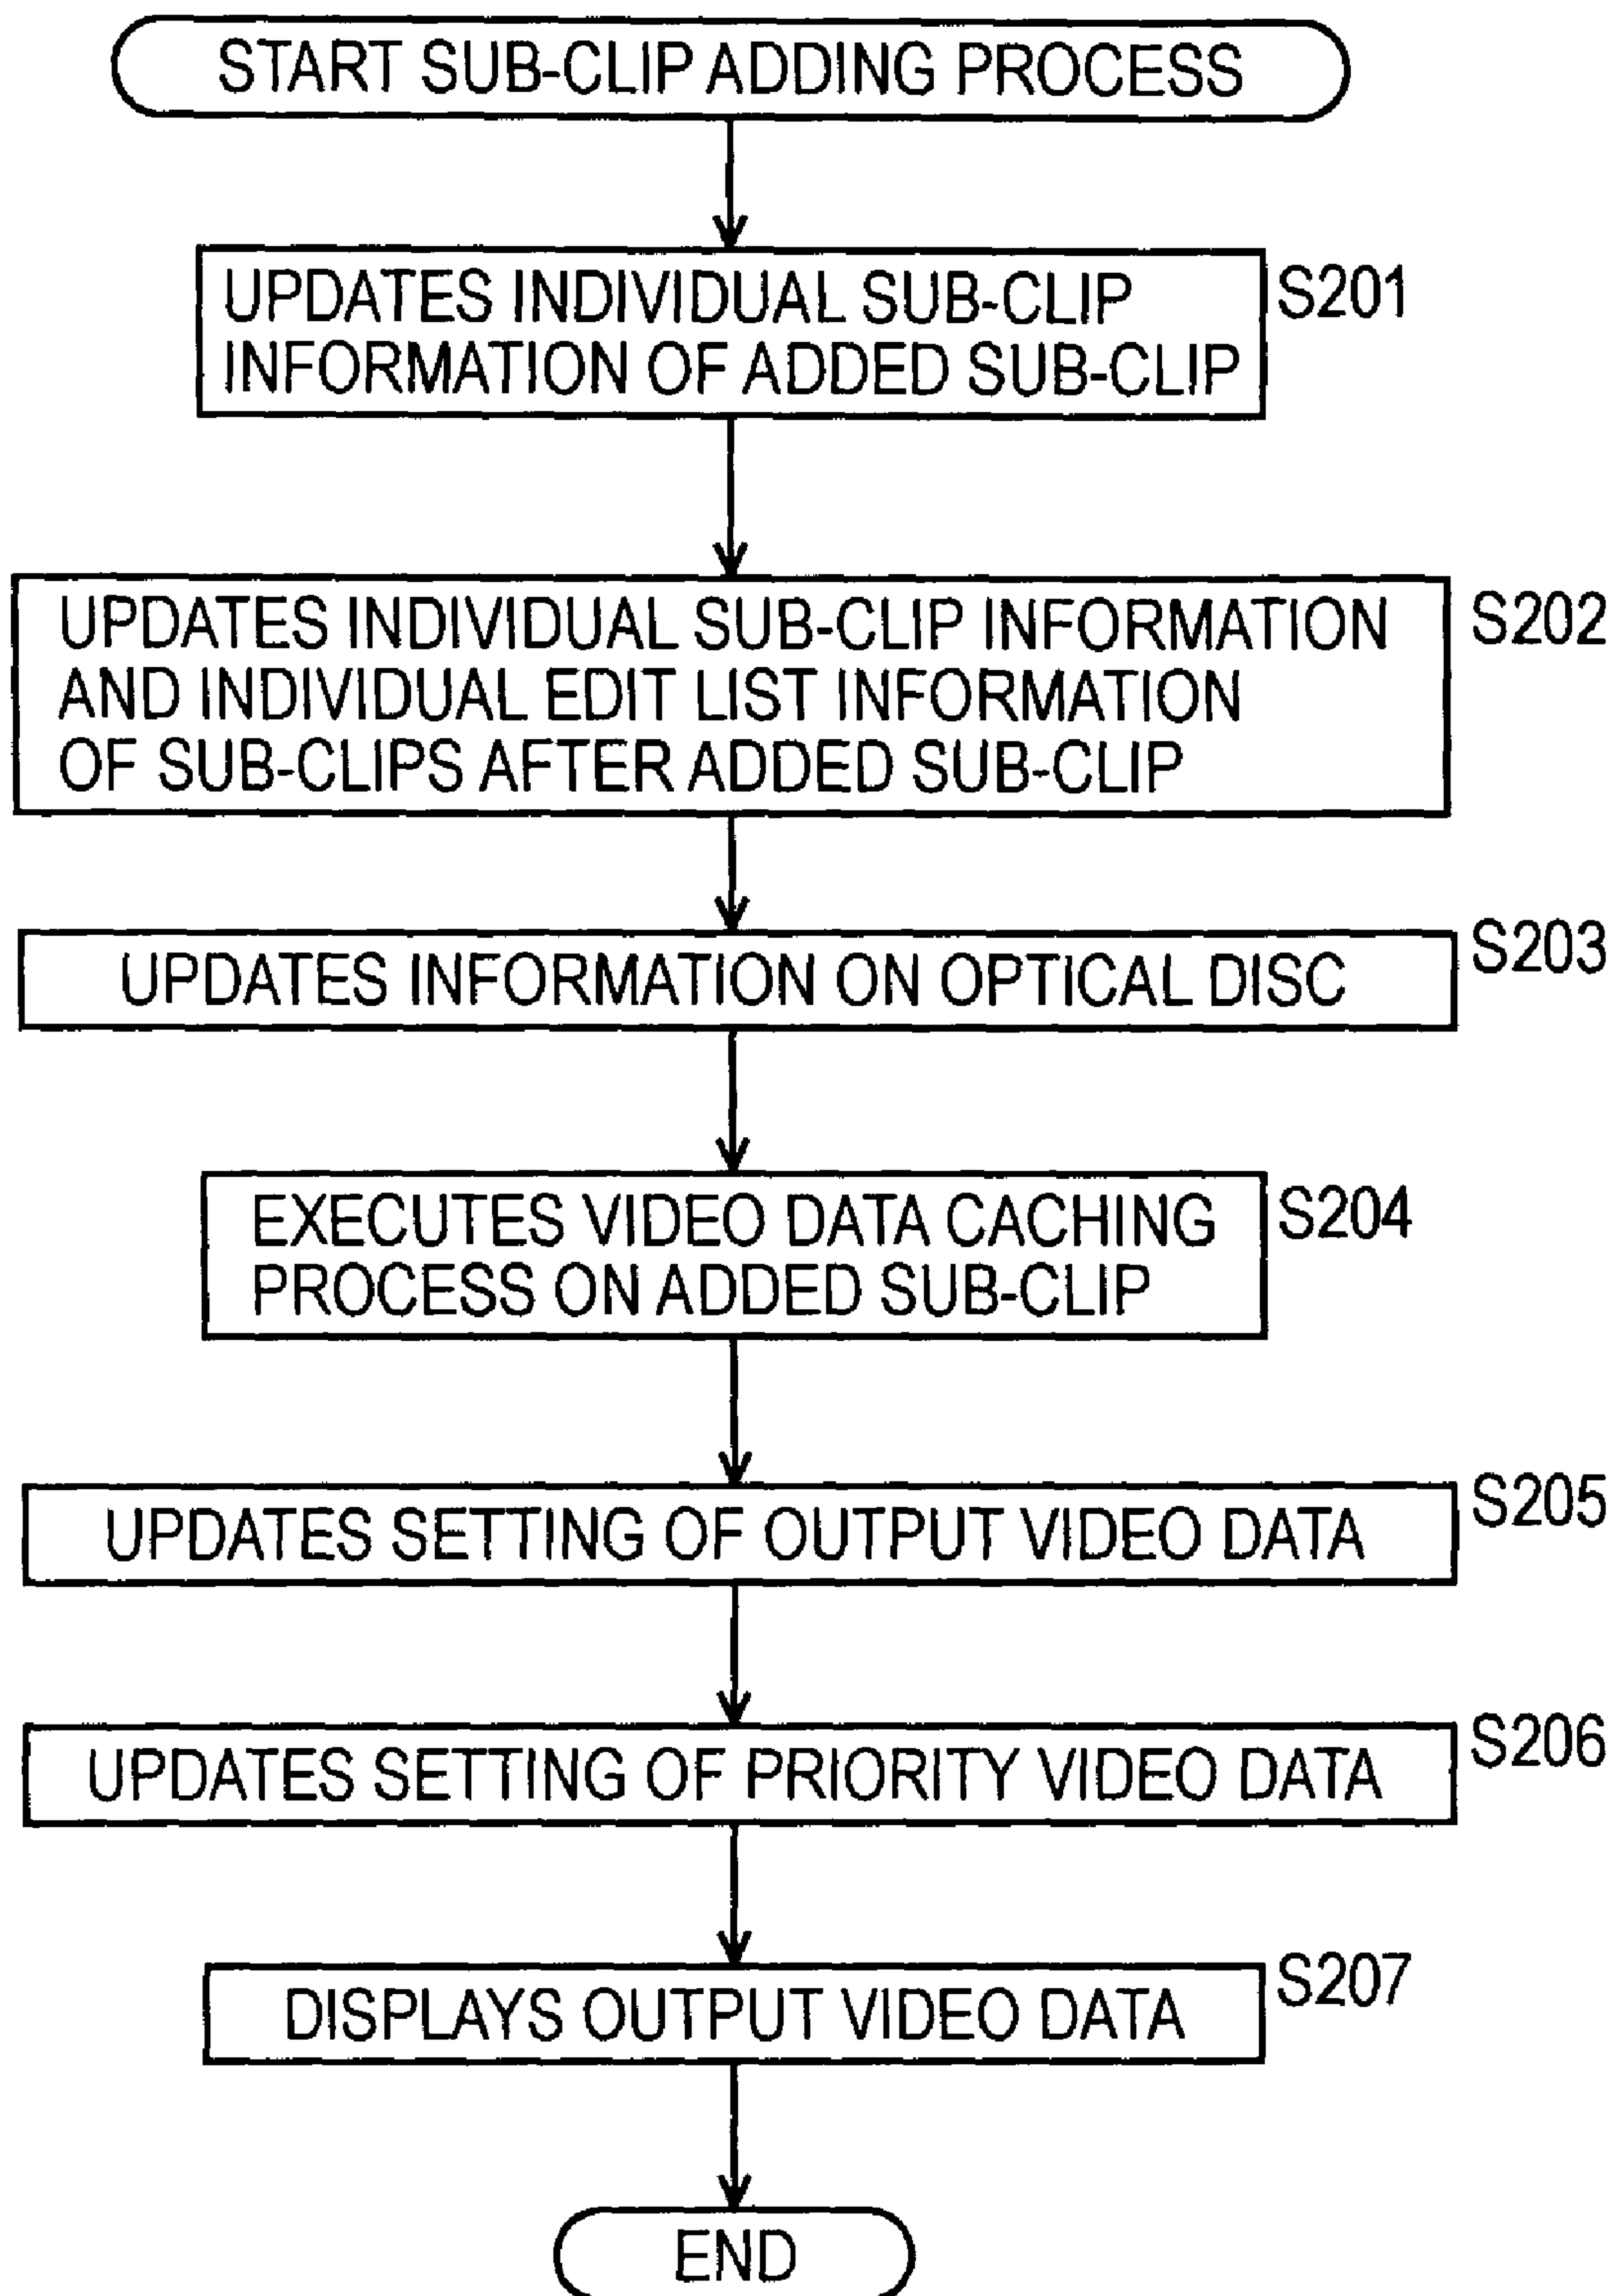 START SUB-CLIP ADDING PROCESS
UPDATES INDIVIDUAL SUB-CLIP
INFORMATION OF ADDED SUB-CLIP
S201
UPDATES INDIVIDUAL SUB-CLIP INFORMATION
AND INDIVIDUAL EDIT LIST INFORMATION
OF SUB-CLIPS AFTER ADDED SUB-CLIP
S202
UPDATES INFORMATION ON OPTICAL DISC
S203
EXECUTES VIDEO DATA CACHING
PROCESS ON ADDED SUB-CLIP
S204
UPDATES SETTING OF OUTPUT VIDEO DATA
S205
UPDATES SETTING OF PRIORITY VIDEO DATA
S206
DISPLAYS OUTPUT VIDEO DATA
S207
END